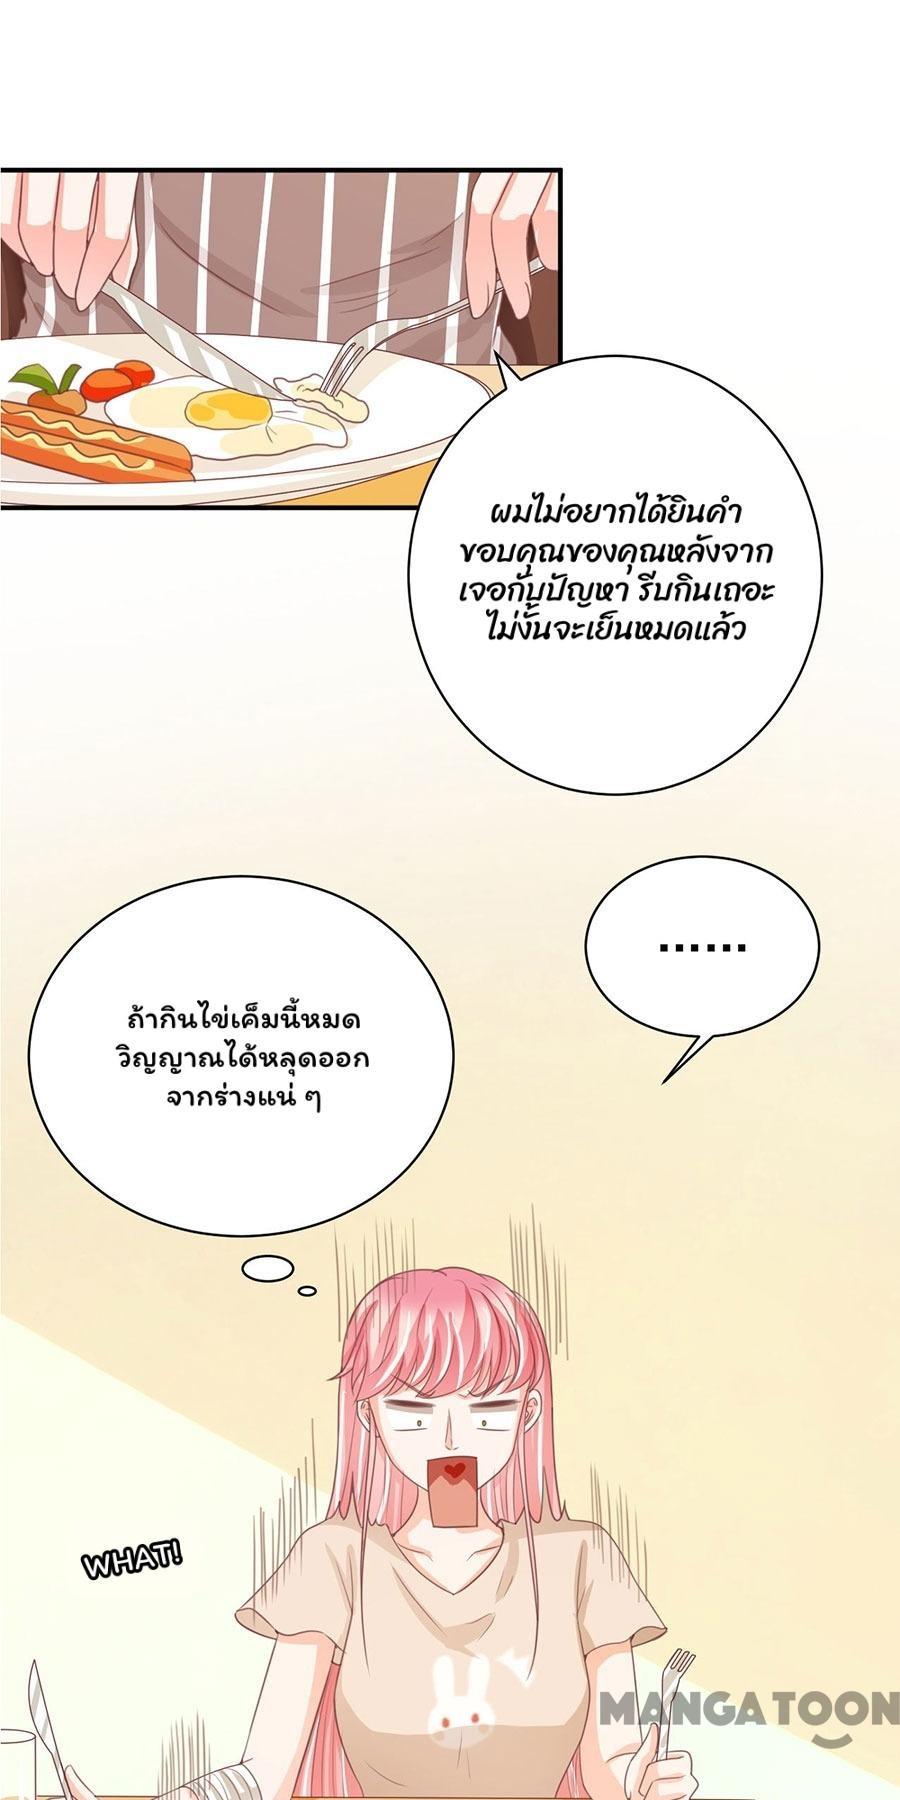 ผมไม่อยากได้ยินคำ
ขอบคุณของคุณหลังจาก
เจอกับปัญหา รีบกินเถอะ
ไม่งั้นจะเย็นหมดแล้ว
......
ถ้ากินไข่เค็มนี้หมด
วิญญาณได้หลุดออก
จากร่างแน่ ๆ
WHAT!
MANGATOON